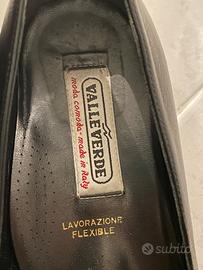 VALLEVERDE
moda comoda - made in Italy
LAVORAZIONE
FLEXIBLE
subito